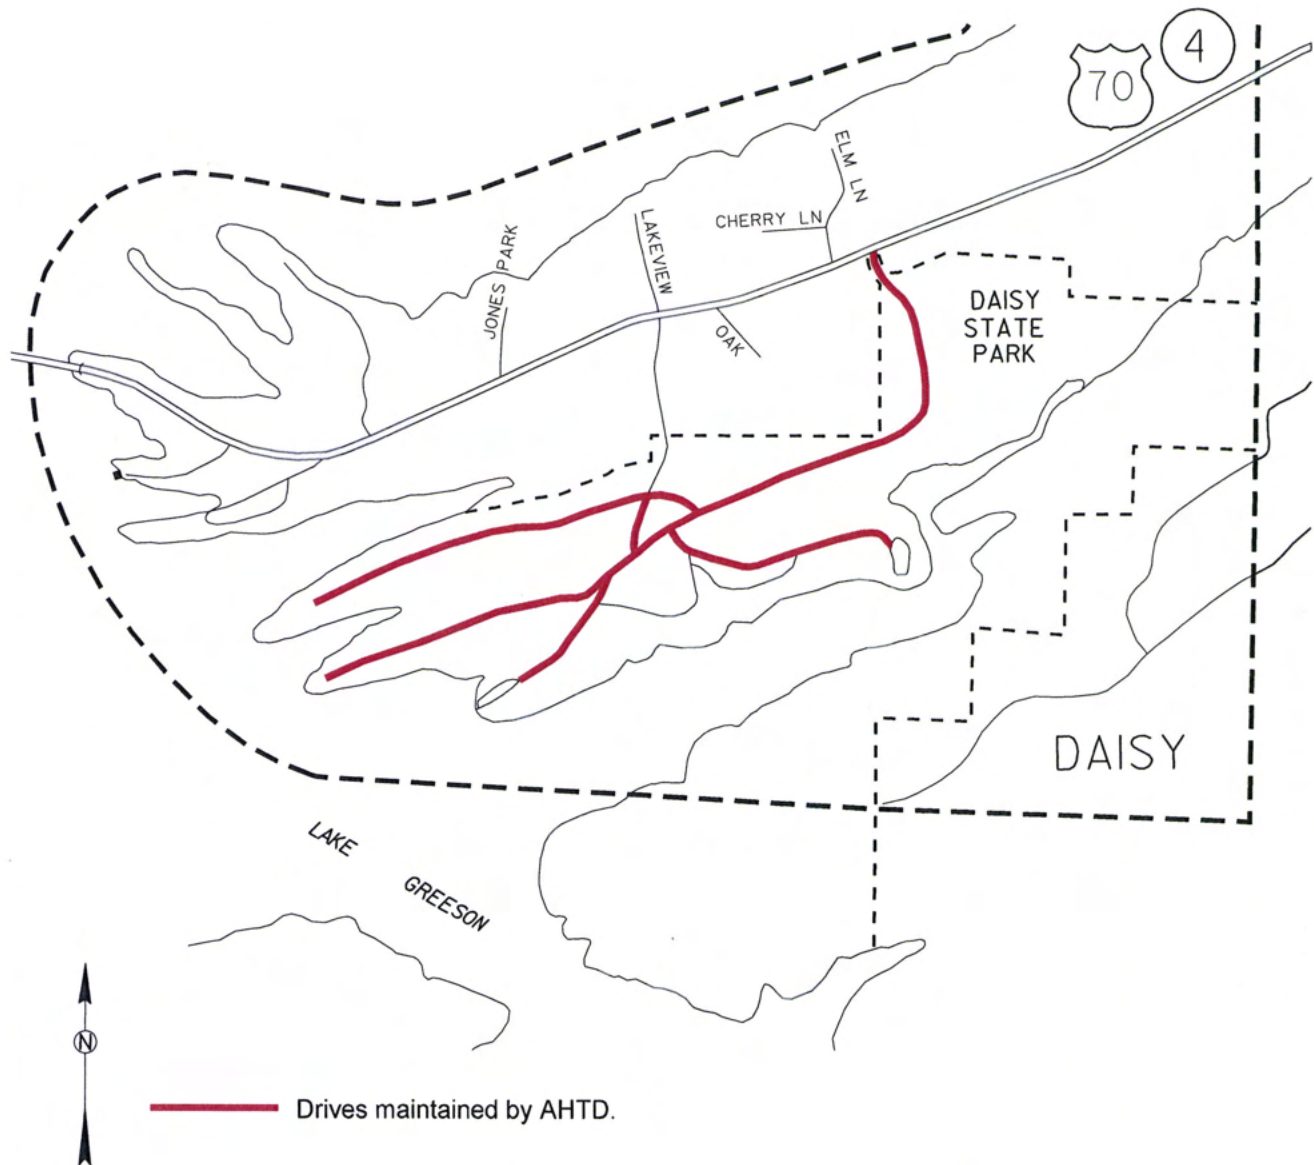 4
70
ELM LN
CHERRY LN
LAKEVIEW
JONES PARK
OAK
DAISY
STATE
PARK
DAISY
LAKE
GREESON
N
Drives maintained by AHTD.